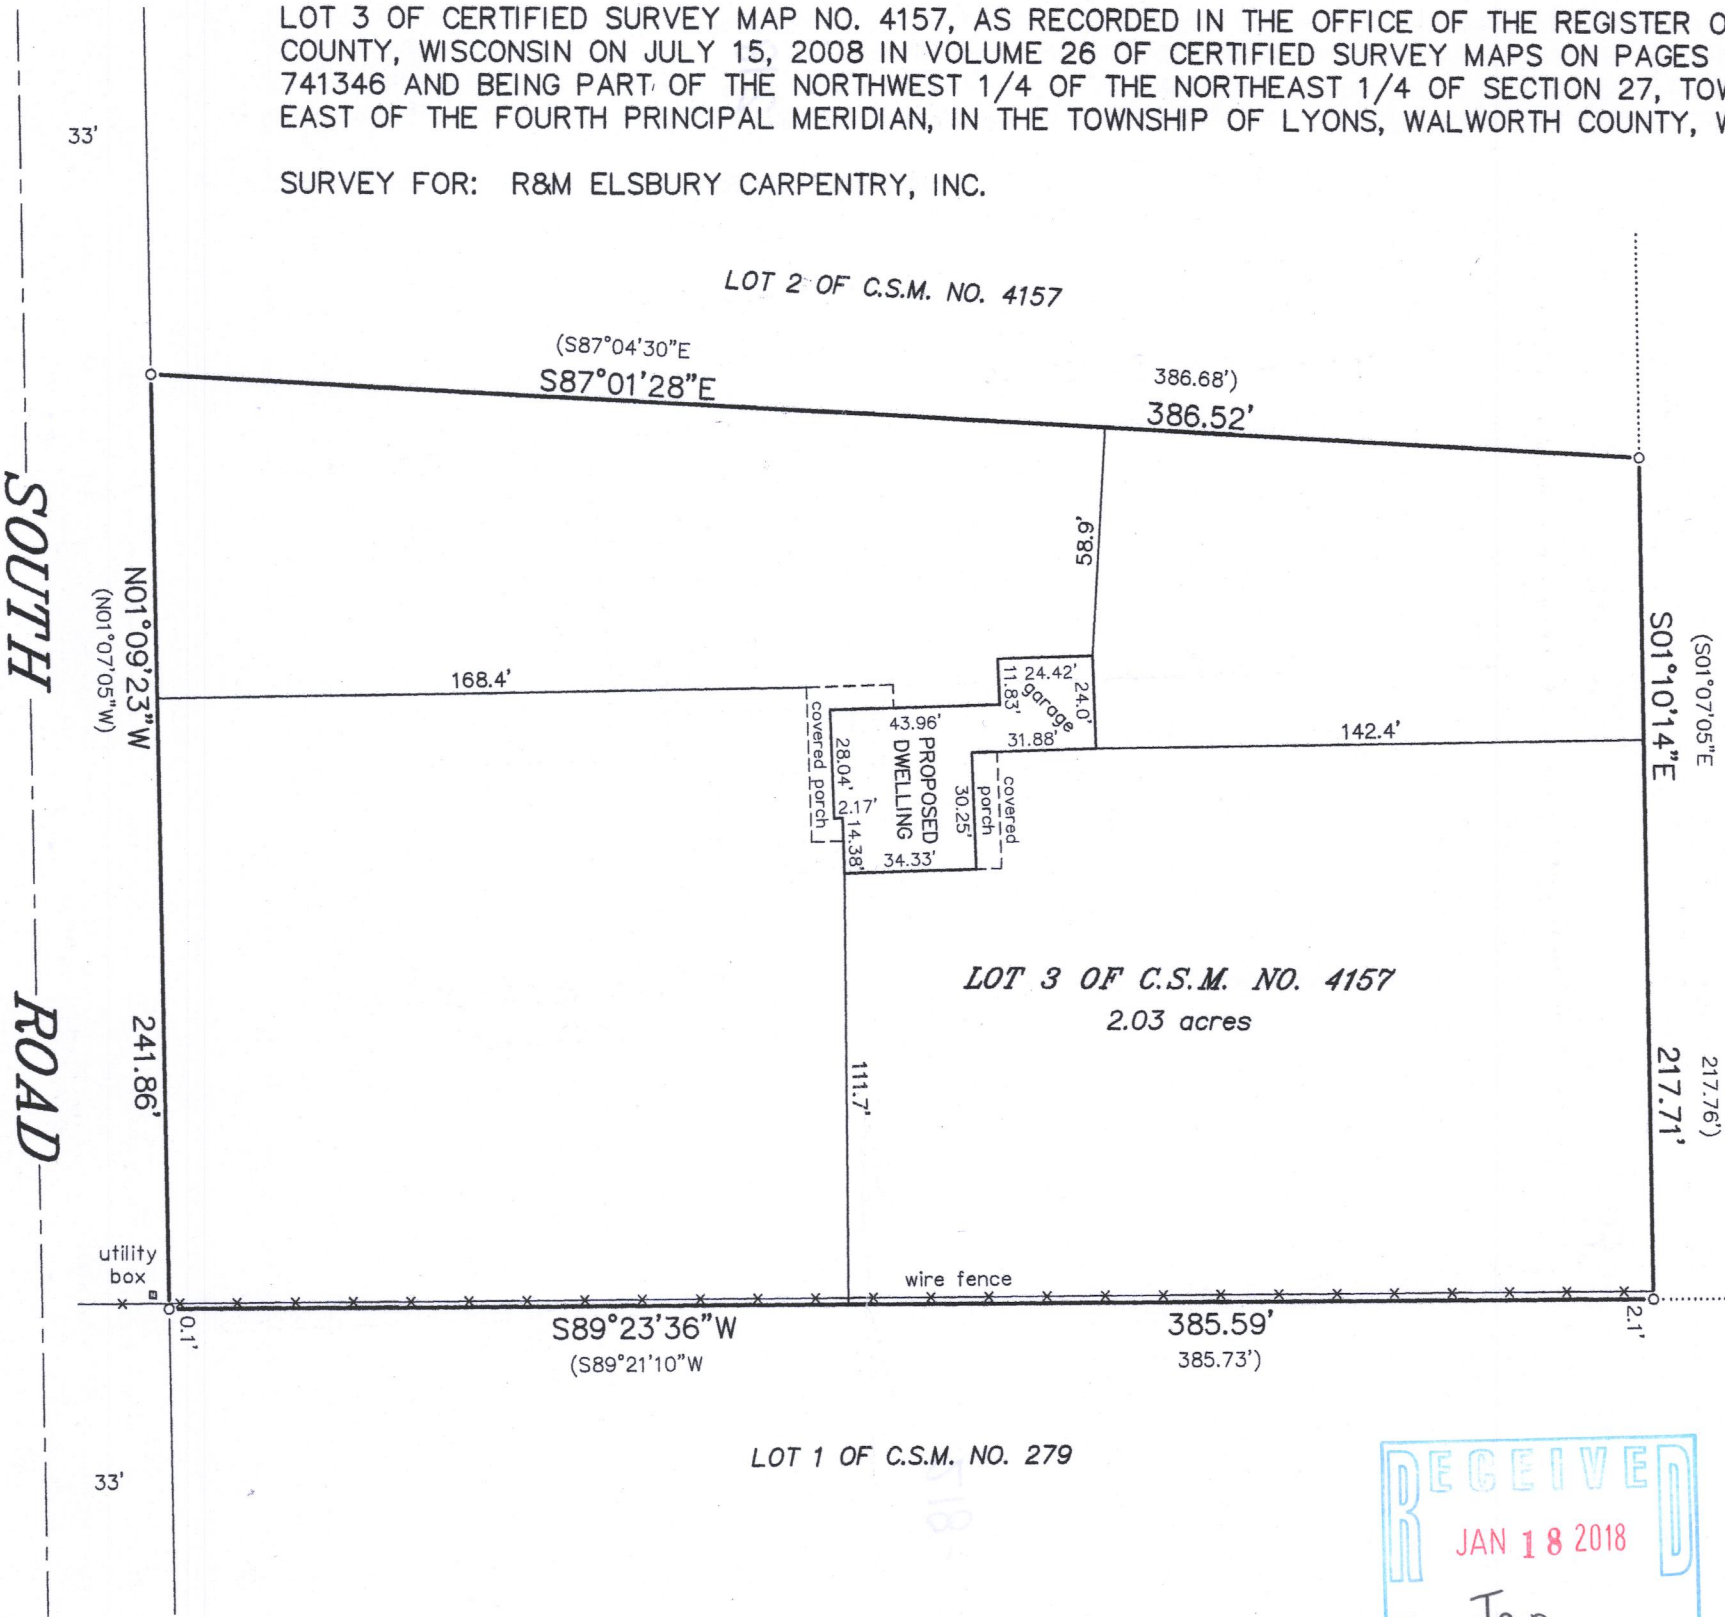 LOT 3 OF CERTIFIED SURVEY MAP NO. 4157, AS RECORDED IN THE OFFICE OF THE REGISTER O
COUNTY, WISCONSIN ON JULY 15, 2008 IN VOLUME 26 OF CERTIFIED SURVEY MAPS ON PAGES
741346 AND BEING PART OF THE NORTHWEST 1/4 OF THE NORTHEAST 1/4 OF SECTION 27, TOW
EAST OF THE FOURTH PRINCIPAL MERIDIAN, IN THE TOWNSHIP OF LYONS, WALWORTH COUNTY, W
33'
SURVEY FOR: R&M ELSBURY CARPENTRY, INC.
LOT 2 OF C.S.M. NO. 4157
(S87°04'30"E 386.68')
S87°01'28"E 386.52'
SOUTH ROAD
N01°09'23"W 241.86'
(N01°07'05"W)
58.9'
(S01°07'05"E 217.76')
S01°10'14"E 217.71'
168.4'
24.42'
11.83'
garage
24.0'
43.96'
31.88'
142.4'
covered porch
28.04'
PROPOSED
DWELLING
30.25'
covered
porch
2.17'
14.38'
34.33'
LOT 3 OF C.S.M. NO. 4157
2.03 acres
111.7'
utility
box
wire fence
0.1'
2.1'
S89°23'36"W 385.59'
(S89°21'10"W 385.73')
LOT 1 OF C.S.M. NO. 279
33'
RECEIVED
JAN 18 2018